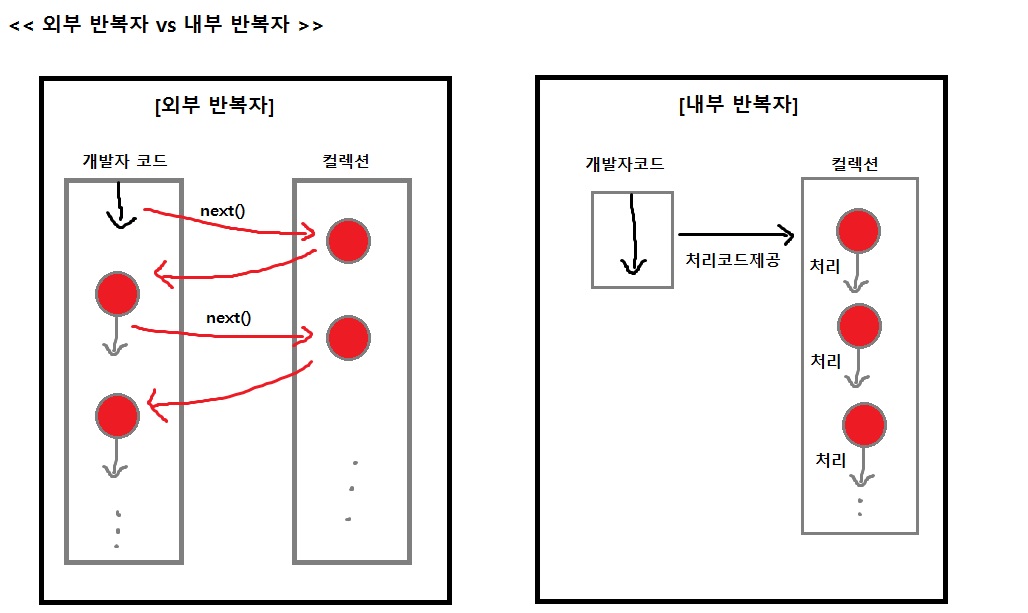 << 외부 반복자 vs 내부 반복자 >>
[외부 반복자]
개발자 코드
컬렉션
next()
next()
[내부 반복자]
개발자코드
컬렉션
처리코드제공
처리
처리
처리